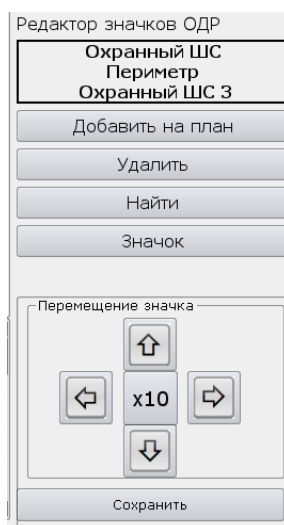 Редактор значков ОДР
Охранный ШС
Периметр
Охранный ШС 3
Добавить на план
Удалить
Найти
Значок
Перемещение значка
x10
Сохранить